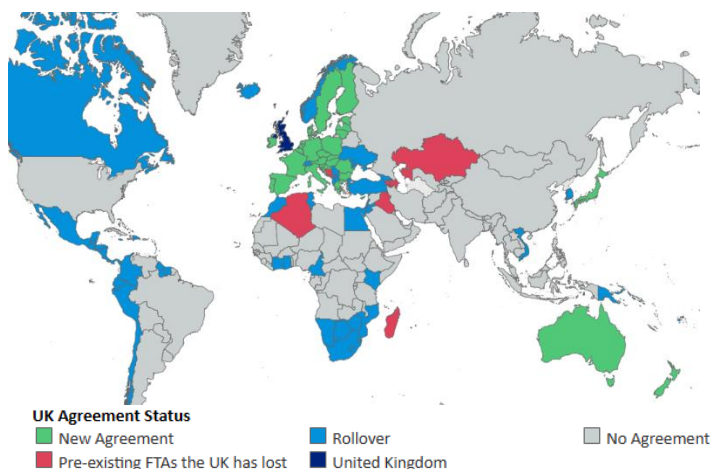 UK Agreement Status
New Agreement Rollover No Agreement
Pre-existing FTAs the UK has lost United Kingdom